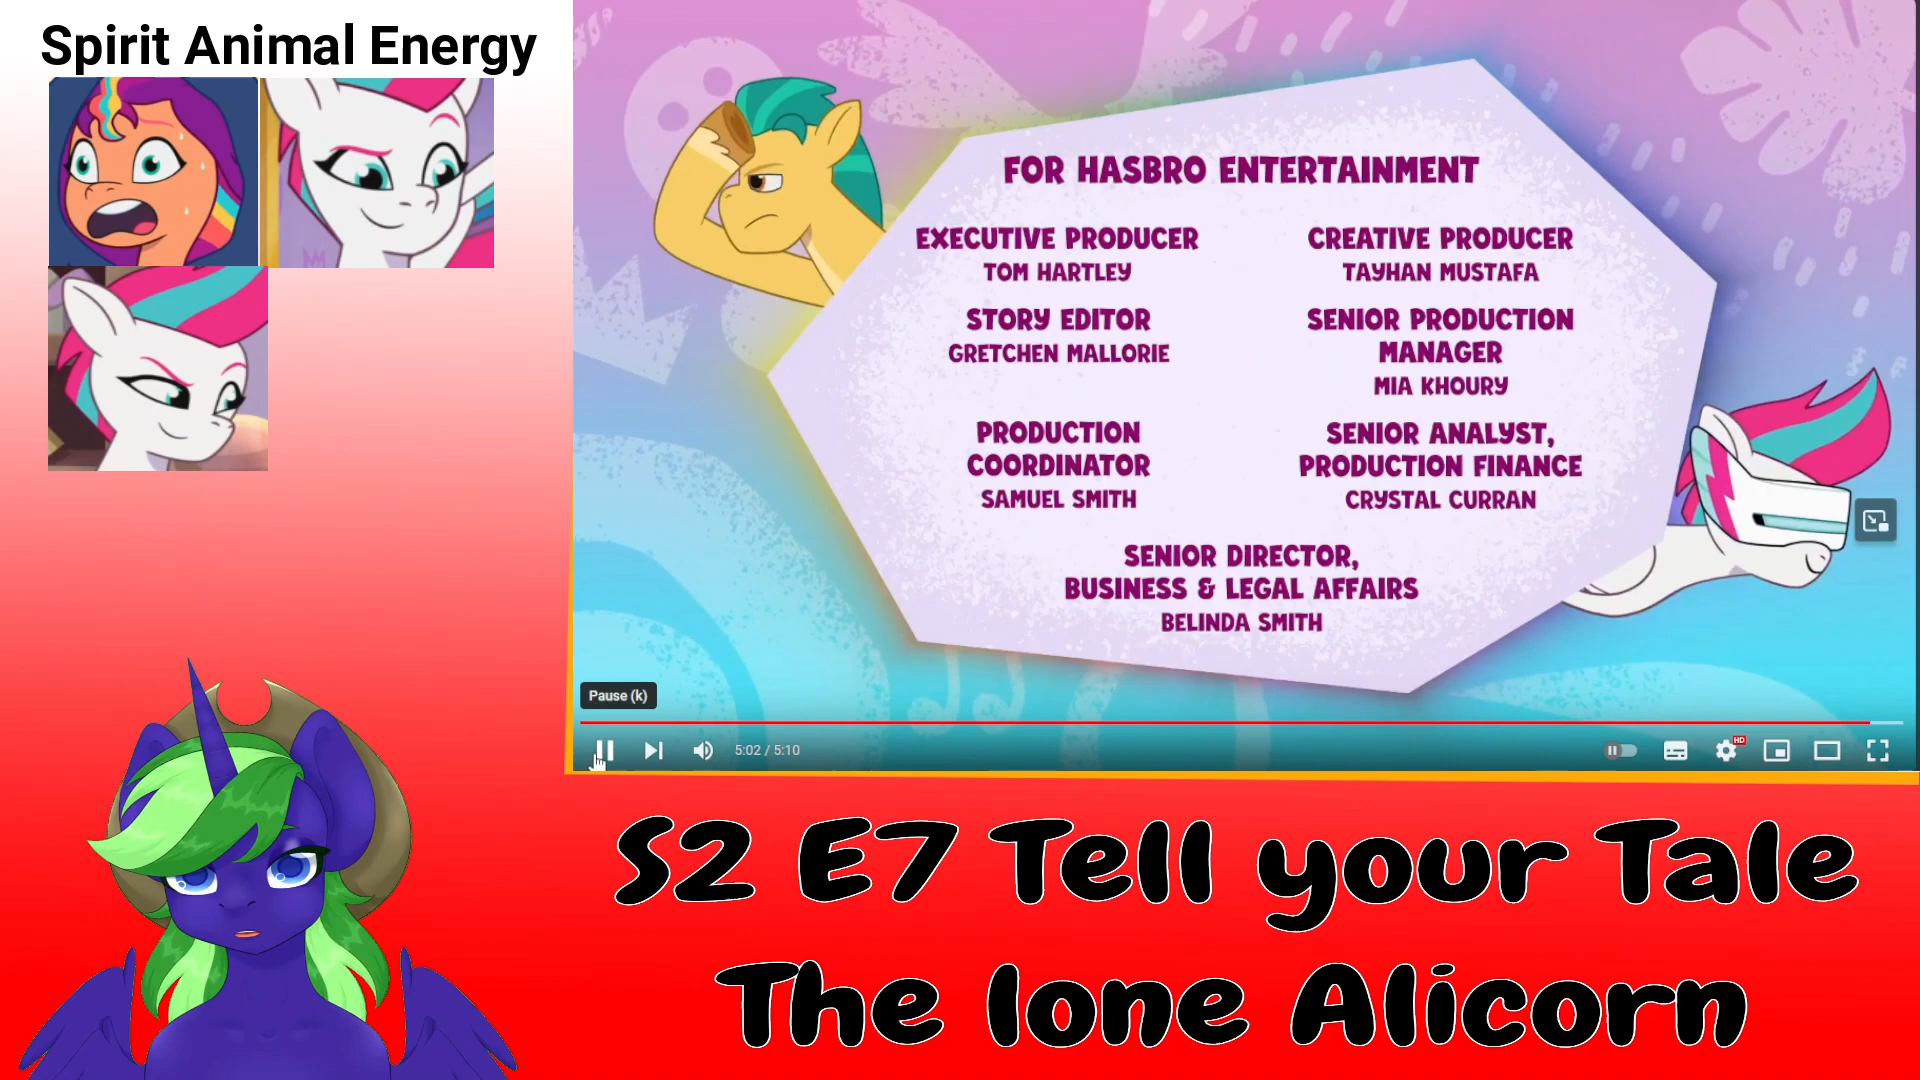 Spirit Animal Energy
FOR HASBRO ENTERTAINMENT
EXECUTIVE PRODUCER
TOM HARTLEY
CREATIVE PRODUCER
TAYHAN MUSTAFA
STORY EDITOR
GRETCHEN MALLORIE
SENIOR PRODUCTION
MANAGER
MIA KHOURY
PRODUCTION
COORDINATOR
SAMUEL SMITH
SENIOR ANALYST,
PRODUCTION FINANCE
CRYSTAL CURRAN
SENIOR DIRECTOR,
BUSINESS & LEGAL AFFAIRS
BELINDA SMITH
Pause (k)
5:02 / 5:10
HD
S2 E7 Tell your Tale
The lone Alicorn